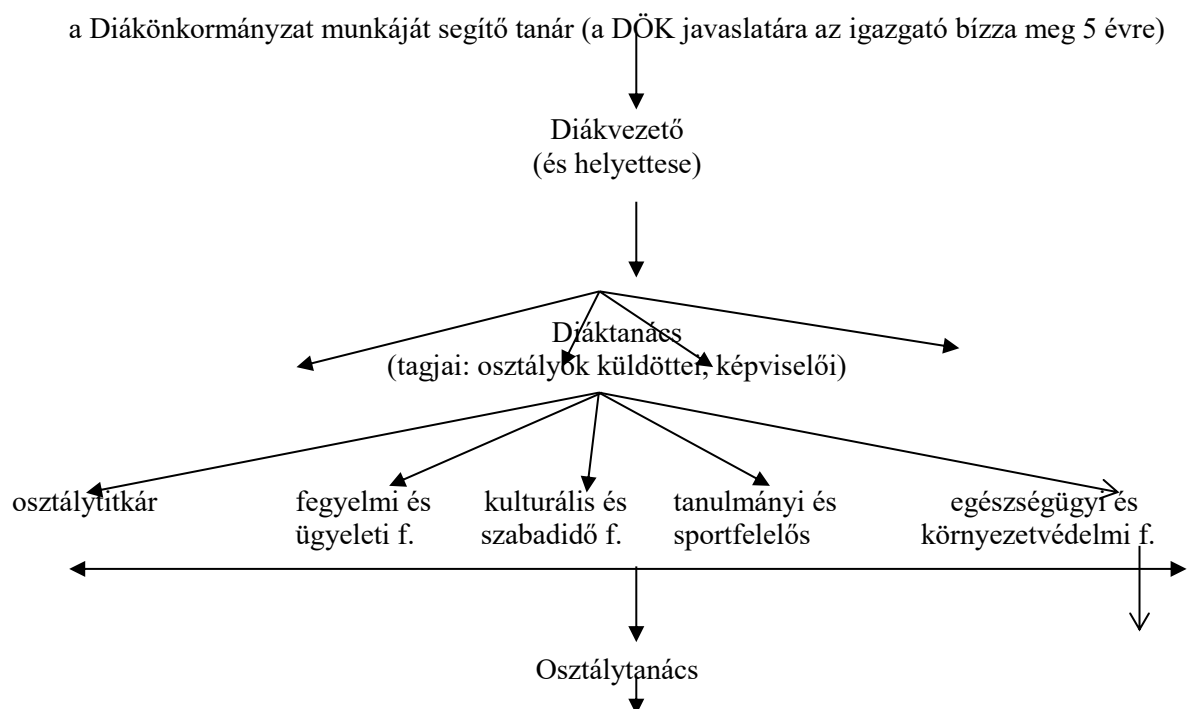 a Diákönkormányzat munkáját segítő tanár (a DÖK javaslatára az igazgató bízza meg 5 évre)
Diákvezető
(és helyettese)
Diáktanács
(tagjai: osztályok küldöttei, képviselői)
osztálytitkár
fegyelmi és
ügyeleti f.
kulturális és
szabadidő f.
tanulmányi és
sportfelelős
egészségügyi és
környezetvédelmi f.
Osztálytanács